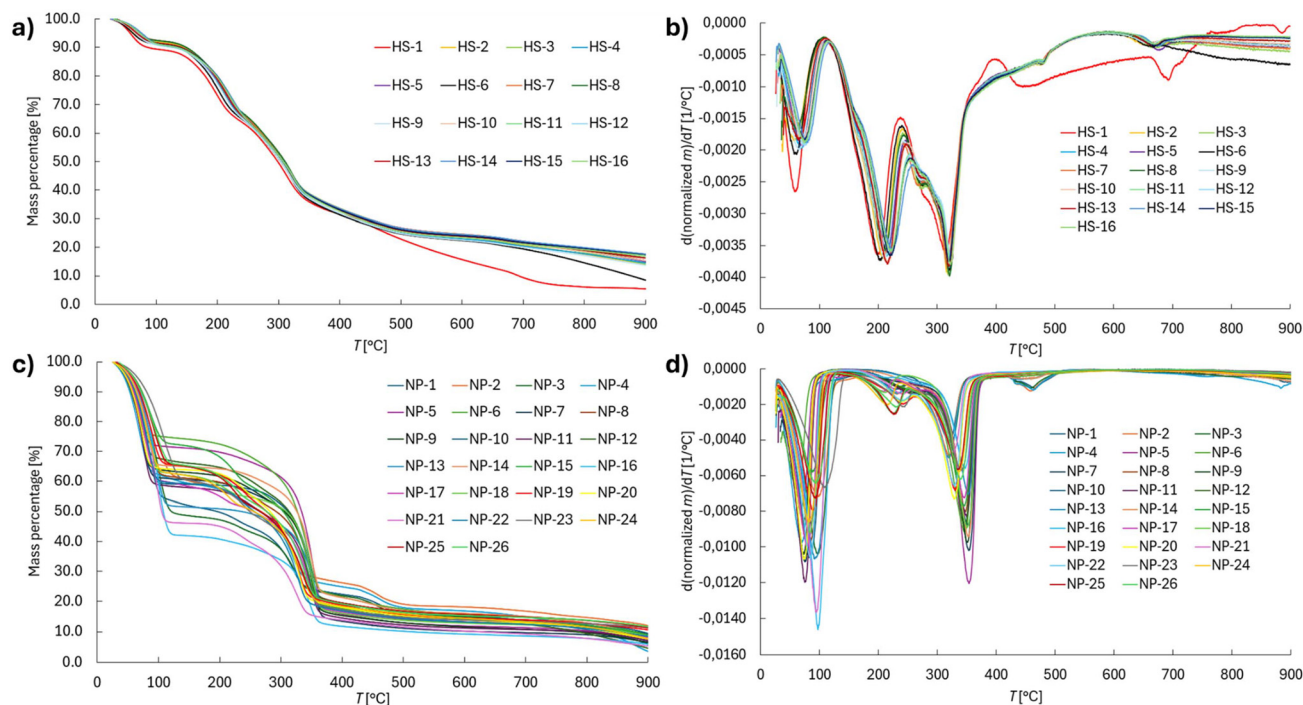 a)
Mass percentage [%]
100.0
90.0
80.0
70.0
60.0
50.0
40.0
30.0
20.0
10.0
0.0
HS-1 HS-2 HS-3 HS-4
HS-5 HS-6 HS-7 HS-8
HS-9 HS-10 HS-11 HS-12
HS-13 HS-14 HS-15 HS-16
0 100 200 300 400 500 600 700 800 900
T [°C]
b)
d(normalized m)/dT [1/°C]
0,0000
-0,0005
-0,0010
-0,0015
-0,0020
-0,0025
-0,0030
-0,0035
-0,0040
-0,0045
HS-1 HS-2 HS-3
HS-4 HS-5 HS-6
HS-7 HS-8 HS-9
HS-10 HS-11 HS-12
HS-13 HS-14 HS-15
HS-16
0 100 200 300 400 500 600 700 800 900
T [°C]
c)
Mass percentage [%]
100.0
90.0
80.0
70.0
60.0
50.0
40.0
30.0
20.0
10.0
0.0
NP-1 NP-2 NP-3 NP-4
NP-5 NP-6 NP-7 NP-8
NP-9 NP-10 NP-11 NP-12
NP-13 NP-14 NP-15 NP-16
NP-17 NP-18 NP-19 NP-20
NP-21 NP-22 NP-23 NP-24
NP-25 NP-26
0 100 200 300 400 500 600 700 800 900
T [°C]
d)
d(normalized m)/dT [1/°C]
0,0000
-0,0020
-0,0040
-0,0060
-0,0080
-0,0100
-0,0120
-0,0140
-0,0160
NP-1 NP-2 NP-3
NP-4 NP-5 NP-6
NP-7 NP-8 NP-9
NP-10 NP-11 NP-12
NP-13 NP-14 NP-15
NP-16 NP-17 NP-18
NP-19 NP-20 NP-21
NP-22 NP-23 NP-24
NP-25 NP-26
0 100 200 300 400 500 600 700 800 900
T [°C]